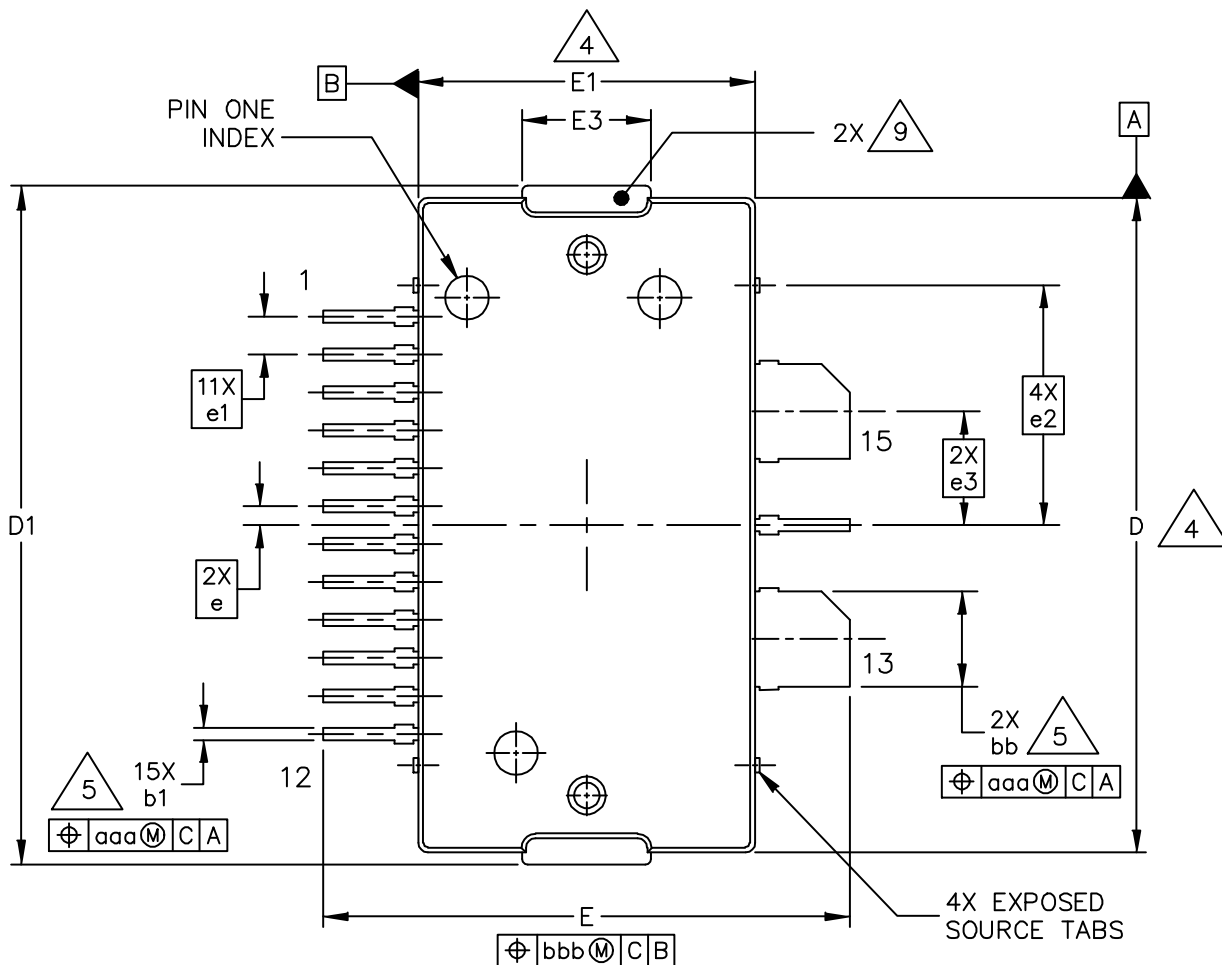 4
B
E1
PIN ONE
INDEX
E3
2X 9
A
1
11X
e1
4X
e2
15
2X
e3
D1
D 4
2X
e
13
5 15X
b1
12
2X
bb 5
⌖ aaa Ⓜ C A
⌖ aaa Ⓜ C A
E
⌖ bbb Ⓜ C B
4X EXPOSED
SOURCE TABS